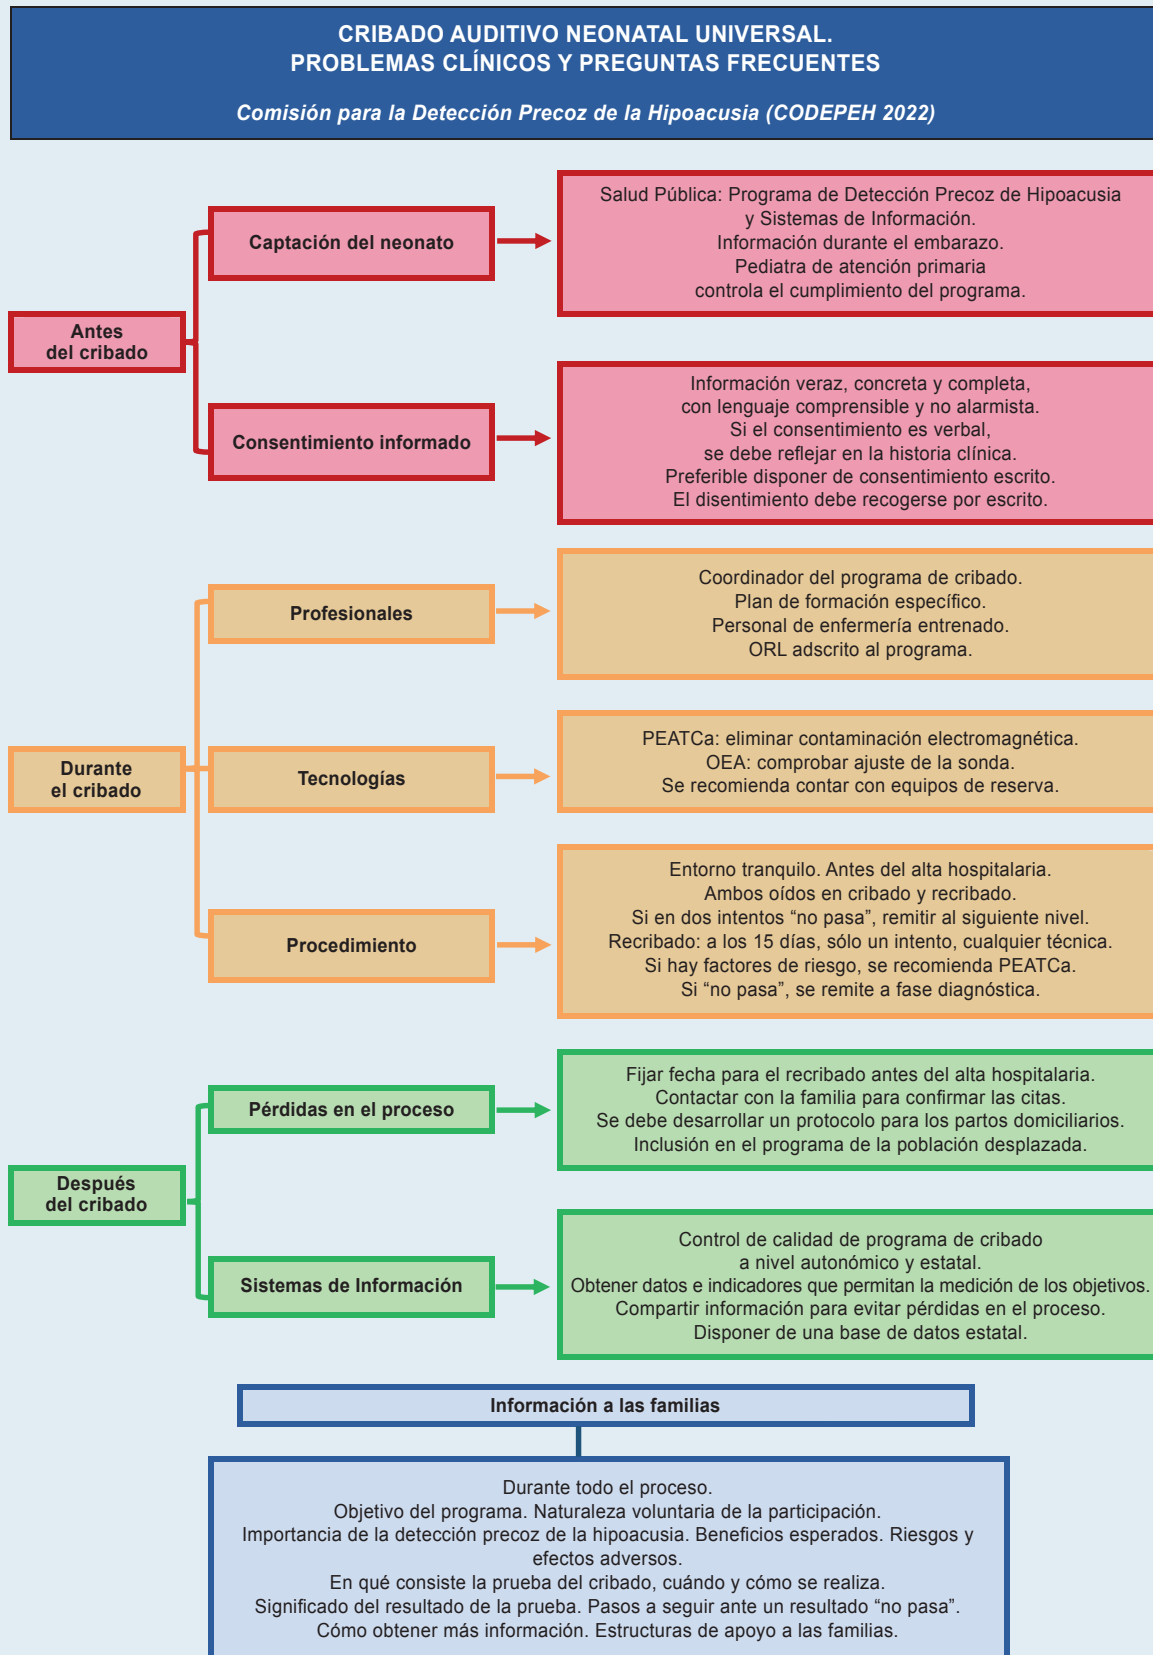 CRIBADO AUDITIVO NEONATAL UNIVERSAL.
PROBLEMAS CLÍNICOS Y PREGUNTAS FRECUENTES
Comisión para la Detección Precoz de la Hipoacusia (CODEPEH 2022)
Antes
del cribado
Captación del neonato
Salud Pública: Programa de Detección Precoz de Hipoacusia
y Sistemas de Información.
Información durante el embarazo.
Pediatra de atención primaria
controla el cumplimiento del programa.
Consentimiento informado
Información veraz, concreta y completa,
con lenguaje comprensible y no alarmista.
Si el consentimiento es verbal,
se debe reflejar en la historia clínica.
Preferible disponer de consentimiento escrito.
El disentimiento debe recogerse por escrito.
Durante
el cribado
Profesionales
Coordinador del programa de cribado.
Plan de formación específico.
Personal de enfermería entrenado.
ORL adscrito al programa.
Tecnologías
PEATCa: eliminar contaminación electromagnética.
OEA: comprobar ajuste de la sonda.
Se recomienda contar con equipos de reserva.
Procedimiento
Entorno tranquilo. Antes del alta hospitalaria.
Ambos oídos en cribado y recribado.
Si en dos intentos “no pasa”, remitir al siguiente nivel.
Recribado: a los 15 días, sólo un intento, cualquier técnica.
Si hay factores de riesgo, se recomienda PEATCa.
Si “no pasa”, se remite a fase diagnóstica.
Después
del cribado
Pérdidas en el proceso
Fijar fecha para el recribado antes del alta hospitalaria.
Contactar con la familia para confirmar las citas.
Se debe desarrollar un protocolo para los partos domiciliarios.
Inclusión en el programa de la población desplazada.
Sistemas de Información
Control de calidad de programa de cribado
a nivel autonómico y estatal.
Obtener datos e indicadores que permitan la medición de los objetivos.
Compartir información para evitar pérdidas en el proceso.
Disponer de una base de datos estatal.
Información a las familias
Durante todo el proceso.
Objetivo del programa. Naturaleza voluntaria de la participación.
Importancia de la detección precoz de la hipoacusia. Beneficios esperados. Riesgos y
efectos adversos.
En qué consiste la prueba del cribado, cuándo y cómo se realiza.
Significado del resultado de la prueba. Pasos a seguir ante un resultado “no pasa”.
Cómo obtener más información. Estructuras de apoyo a las familias.